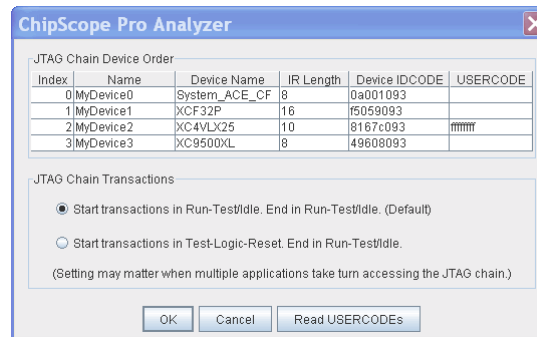 ChipScope Pro Analyzer
JTAG Chain Device Order
Index Name Device Name IR Length Device IDCODE USERCODE
0 MyDevice0 System_ACE_CF 8 0a001093
1 MyDevice1 XCF32P 16 f5059093
2 MyDevice2 XC4VLX25 10 8167c093 ffffffff
3 MyDevice3 XC9500XL 8 49608093
JTAG Chain Transactions
Start transactions in Run-Test/Idle. End in Run-Test/Idle. (Default)
Start transactions in Test-Logic-Reset. End in Run-Test/Idle.
(Setting may matter when multiple applications take turn accessing the JTAG chain.)
OK Cancel Read USERCODEs